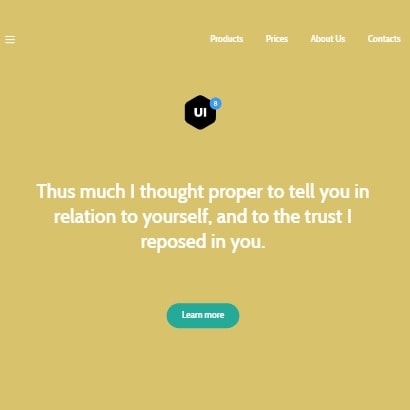 Products Prices About Us Contacts
UI 8
Thus much I thought proper to tell you in
relation to yourself, and to the trust I
reposed in you.
Learn more